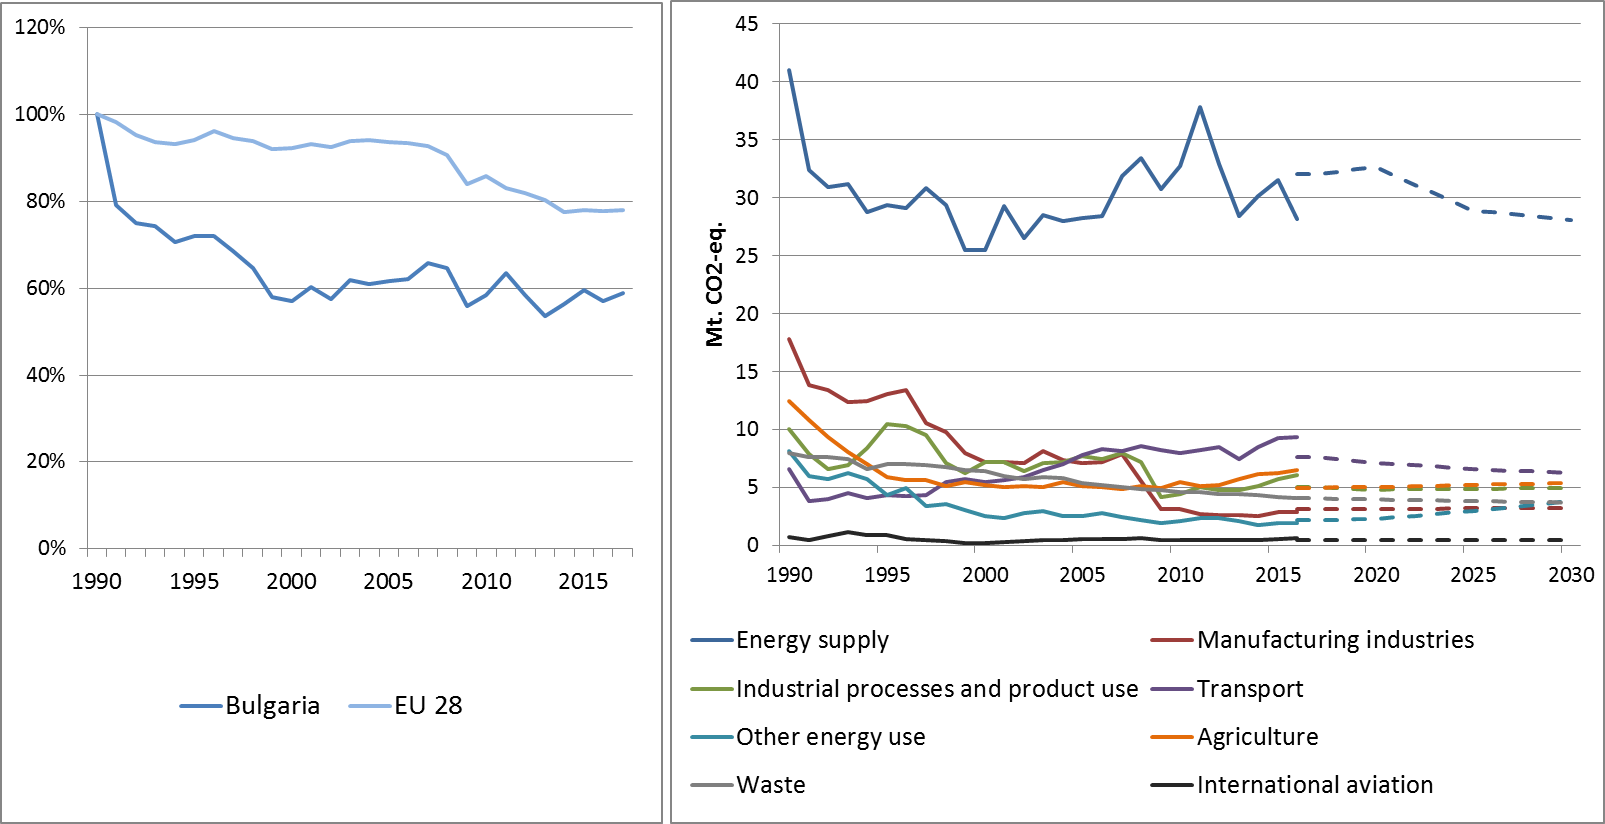 120%
100%
80%
60%
40%
20%
0%
1990 1995 2000 2005 2010 2015
Bulgaria EU 28
Mt. CO2-eq.
45
40
35
30
25
20
15
10
5
0
1990 1995 2000 2005 2010 2015 2020 2025 2030
Energy supply Manufacturing industries
Industrial processes and product use Transport
Other energy use Agriculture
Waste International aviation